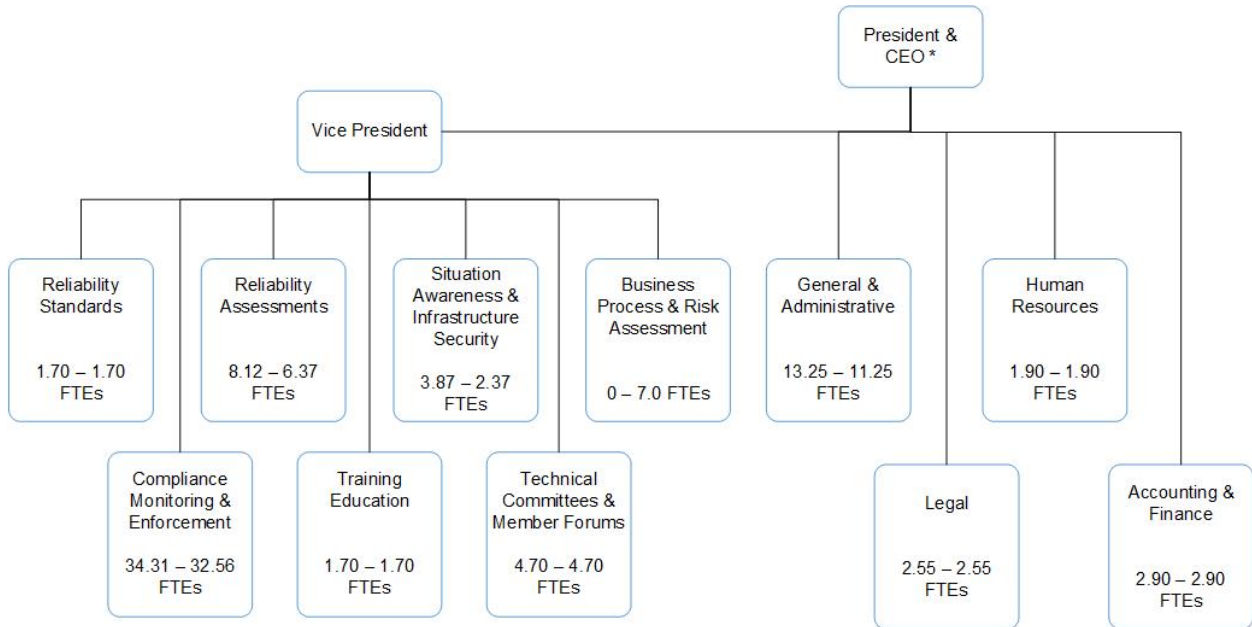 President &
CEO *
Vice President
Reliability
Standards
1.70 – 1.70
FTEs
Reliability
Assessments
8.12 – 6.37
FTEs
Situation
Awareness &
Infrastructure
Security
3.87 – 2.37
FTEs
Business
Process & Risk
Assessment
0 – 7.0 FTEs
General &
Administrative
13.25 – 11.25
FTEs
Human
Resources
1.90 – 1.90
FTEs
Compliance
Monitoring &
Enforcement
34.31 – 32.56
FTEs
Training
Education
1.70 – 1.70
FTEs
Technical
Committees &
Member Forums
4.70 – 4.70
FTEs
Legal
2.55 – 2.55
FTEs
Accounting &
Finance
2.90 – 2.90
FTEs